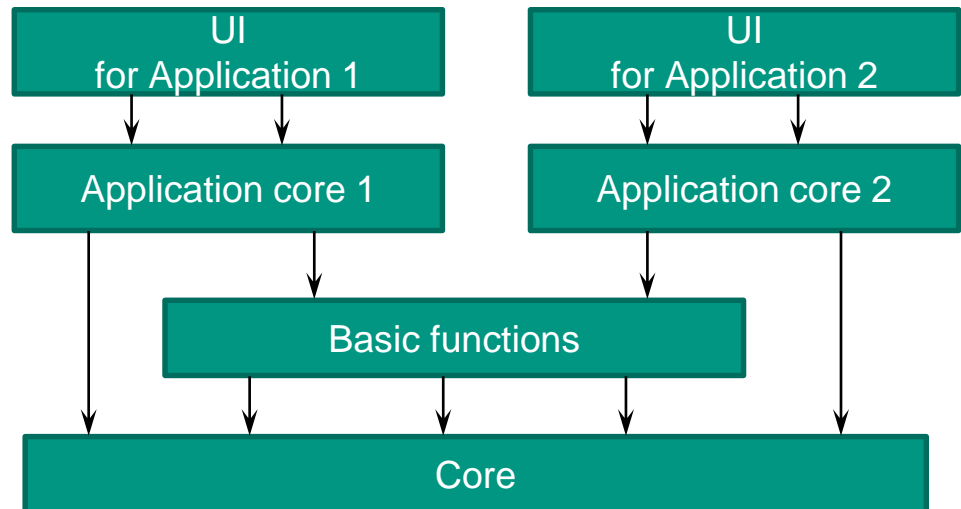 UI
for Application 1
UI
for Application 2
Application core 1
Application core 2
Basic functions
Core